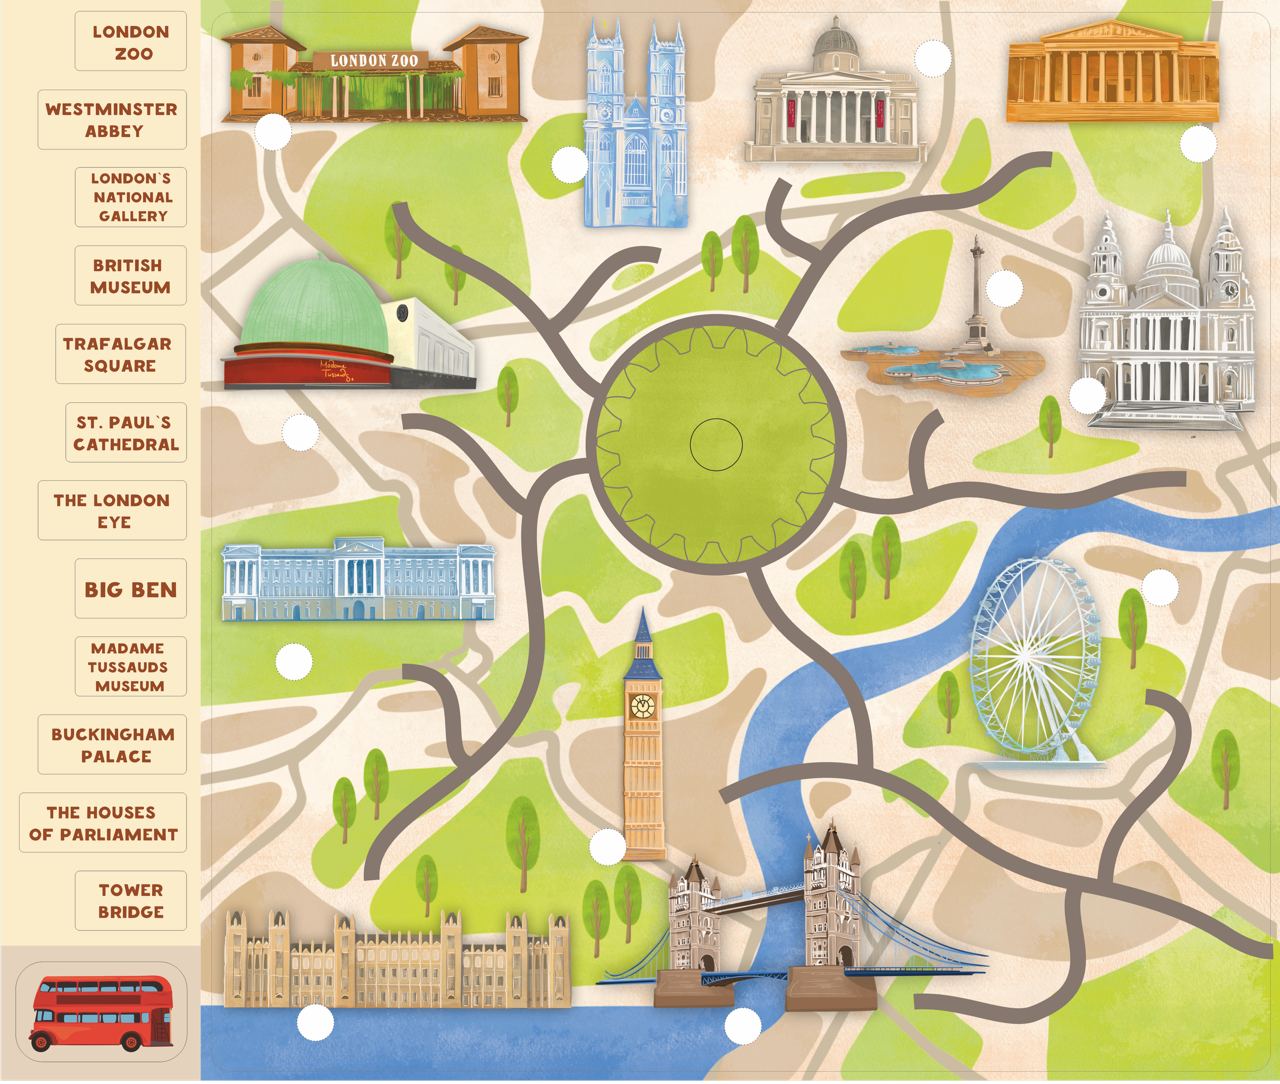 LONDON
ZOO
WESTMINSTER
ABBEY
LONDON`S
NATIONAL
GALLERY
BRITISH
MUSEUM
TRAFALGAR
SQUARE
ST. PAUL`S
CATHEDRAL
THE LONDON
EYE
BIG BEN
MADAME
TUSSAUDS
MUSEUM
BUCKINGHAM
PALACE
THE HOUSES
OF PARLIAMENT
TOWER
BRIDGE
LONDON ZOO
Madame